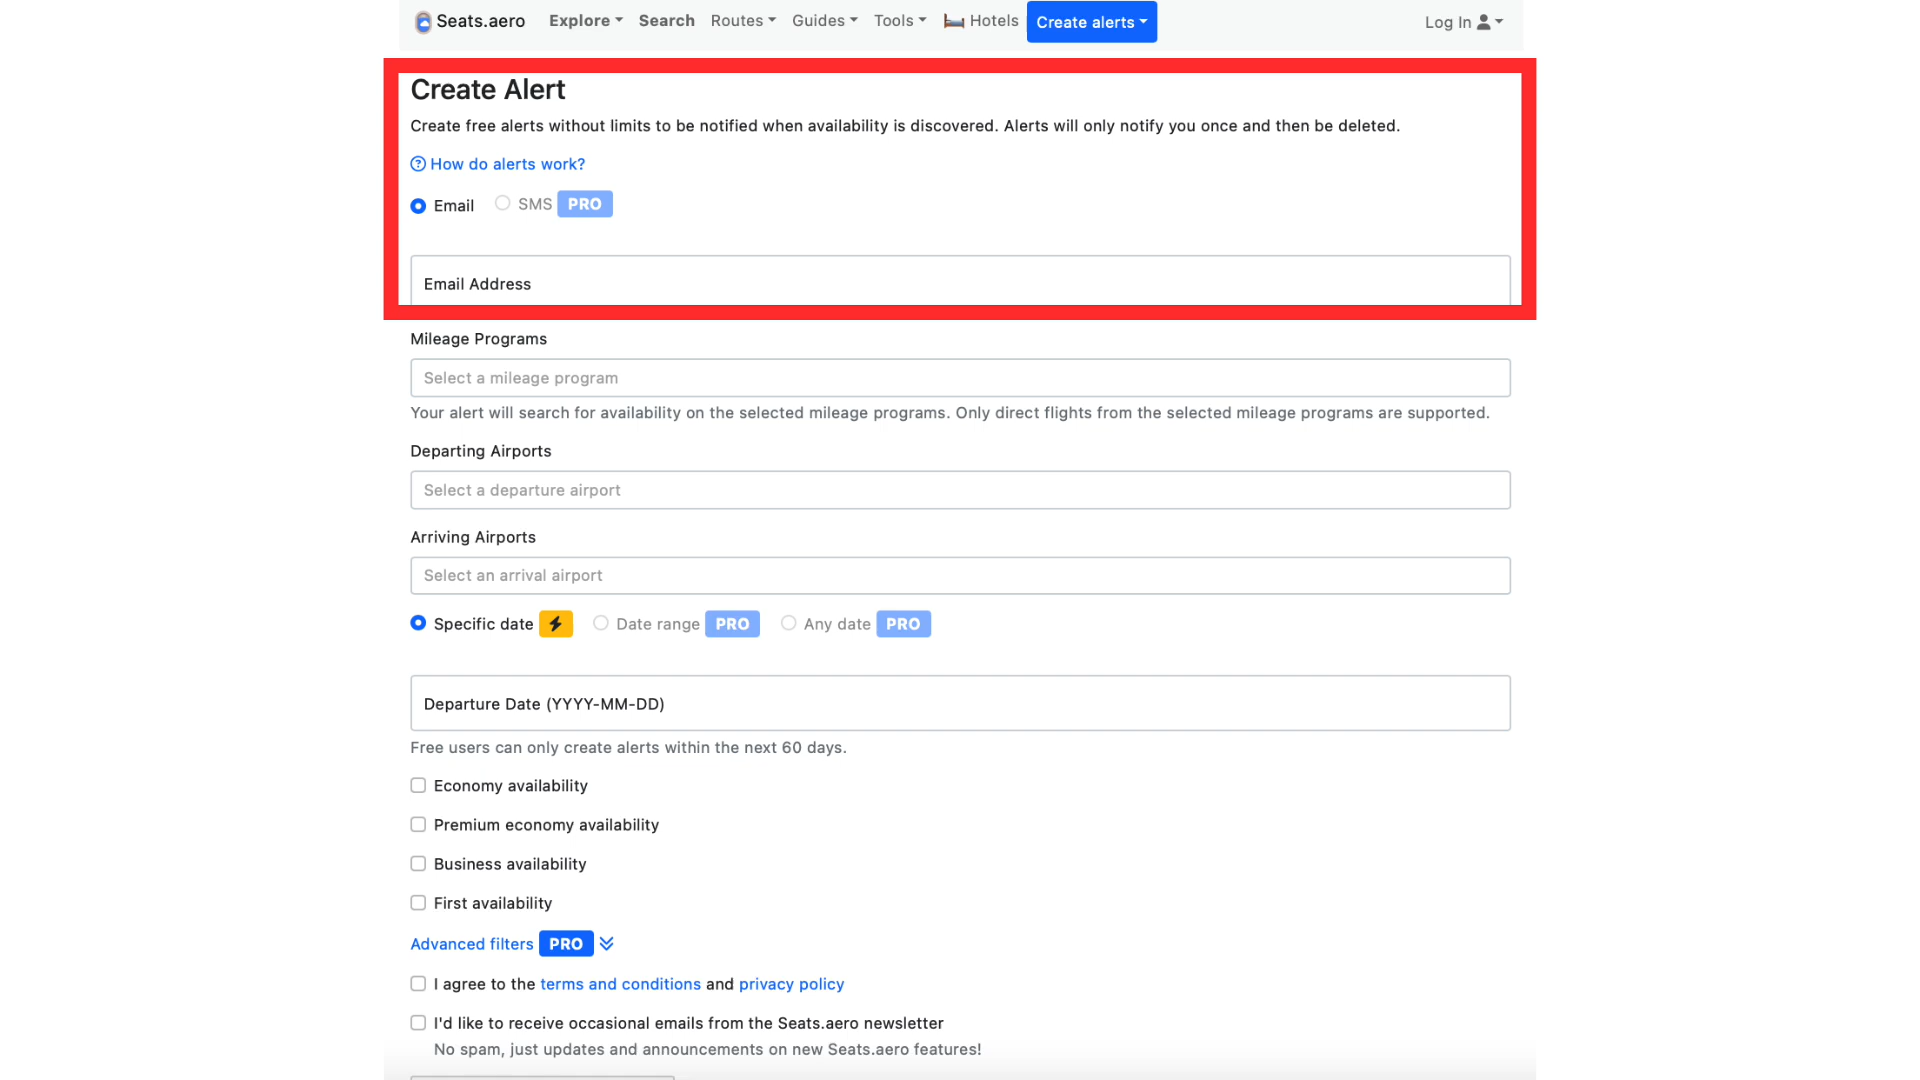 Seats.aero Explore Search Routes Guides Tools Hotels Create alerts Log In
Create Alert
Create free alerts without limits to be notified when availability is discovered. Alerts will only notify you once and then be deleted.
How do alerts work?
Email SMS PRO
Email Address
Mileage Programs
Select a mileage program
Your alert will search for availability on the selected mileage programs. Only direct flights from the selected mileage programs are supported.
Departing Airports
Select a departure airport
Arriving Airports
Select an arrival airport
Specific date Date range PRO Any date PRO
Departure Date (YYYY-MM-DD)
Free users can only create alerts within the next 60 days.
Economy availability
Premium economy availability
Business availability
First availability
Advanced filters PRO
I agree to the terms and conditions and privacy policy
I'd like to receive occasional emails from the Seats.aero newsletter
No spam, just updates and announcements on new Seats.aero features!